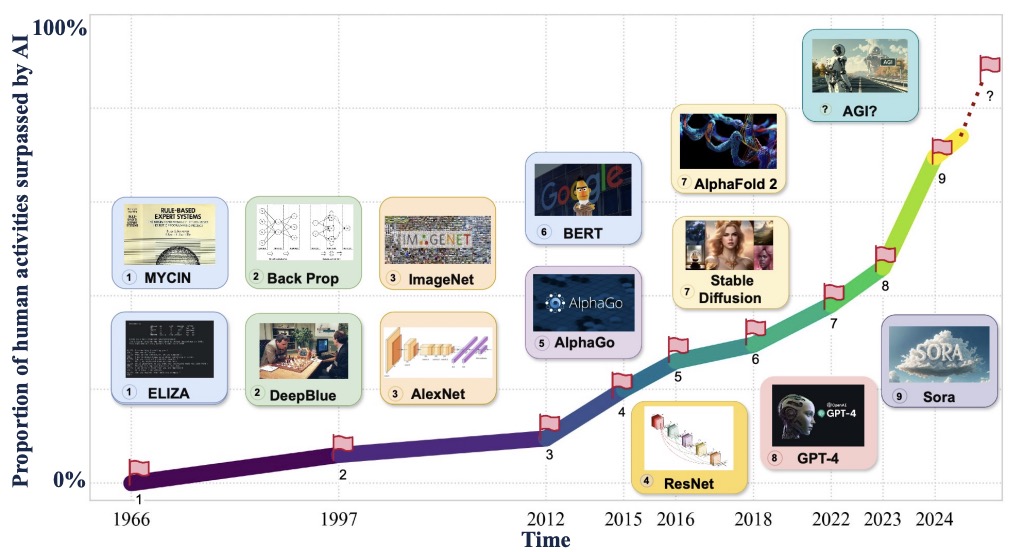 100%
Proportion of human activities surpassed by AI
0%
RULE-BASED
EXPERT SYSTEMS
1 MYCIN
2 Back Prop
IMAGENET
3 ImageNet
ELIZA
1 ELIZA
2 DeepBlue
3 AlexNet
Google
6 BERT
AlphaGo
5 AlphaGo
7 AlphaFold 2
7 Stable
Diffusion
AGI
? AGI?
4 ResNet
OpenAI
GPT-4
8 GPT-4
SORA
9 Sora
1
2
3
4
5
6
7
8
9
?
1966 1997 2012 2015 2016 2018 2022 2023 2024
Time